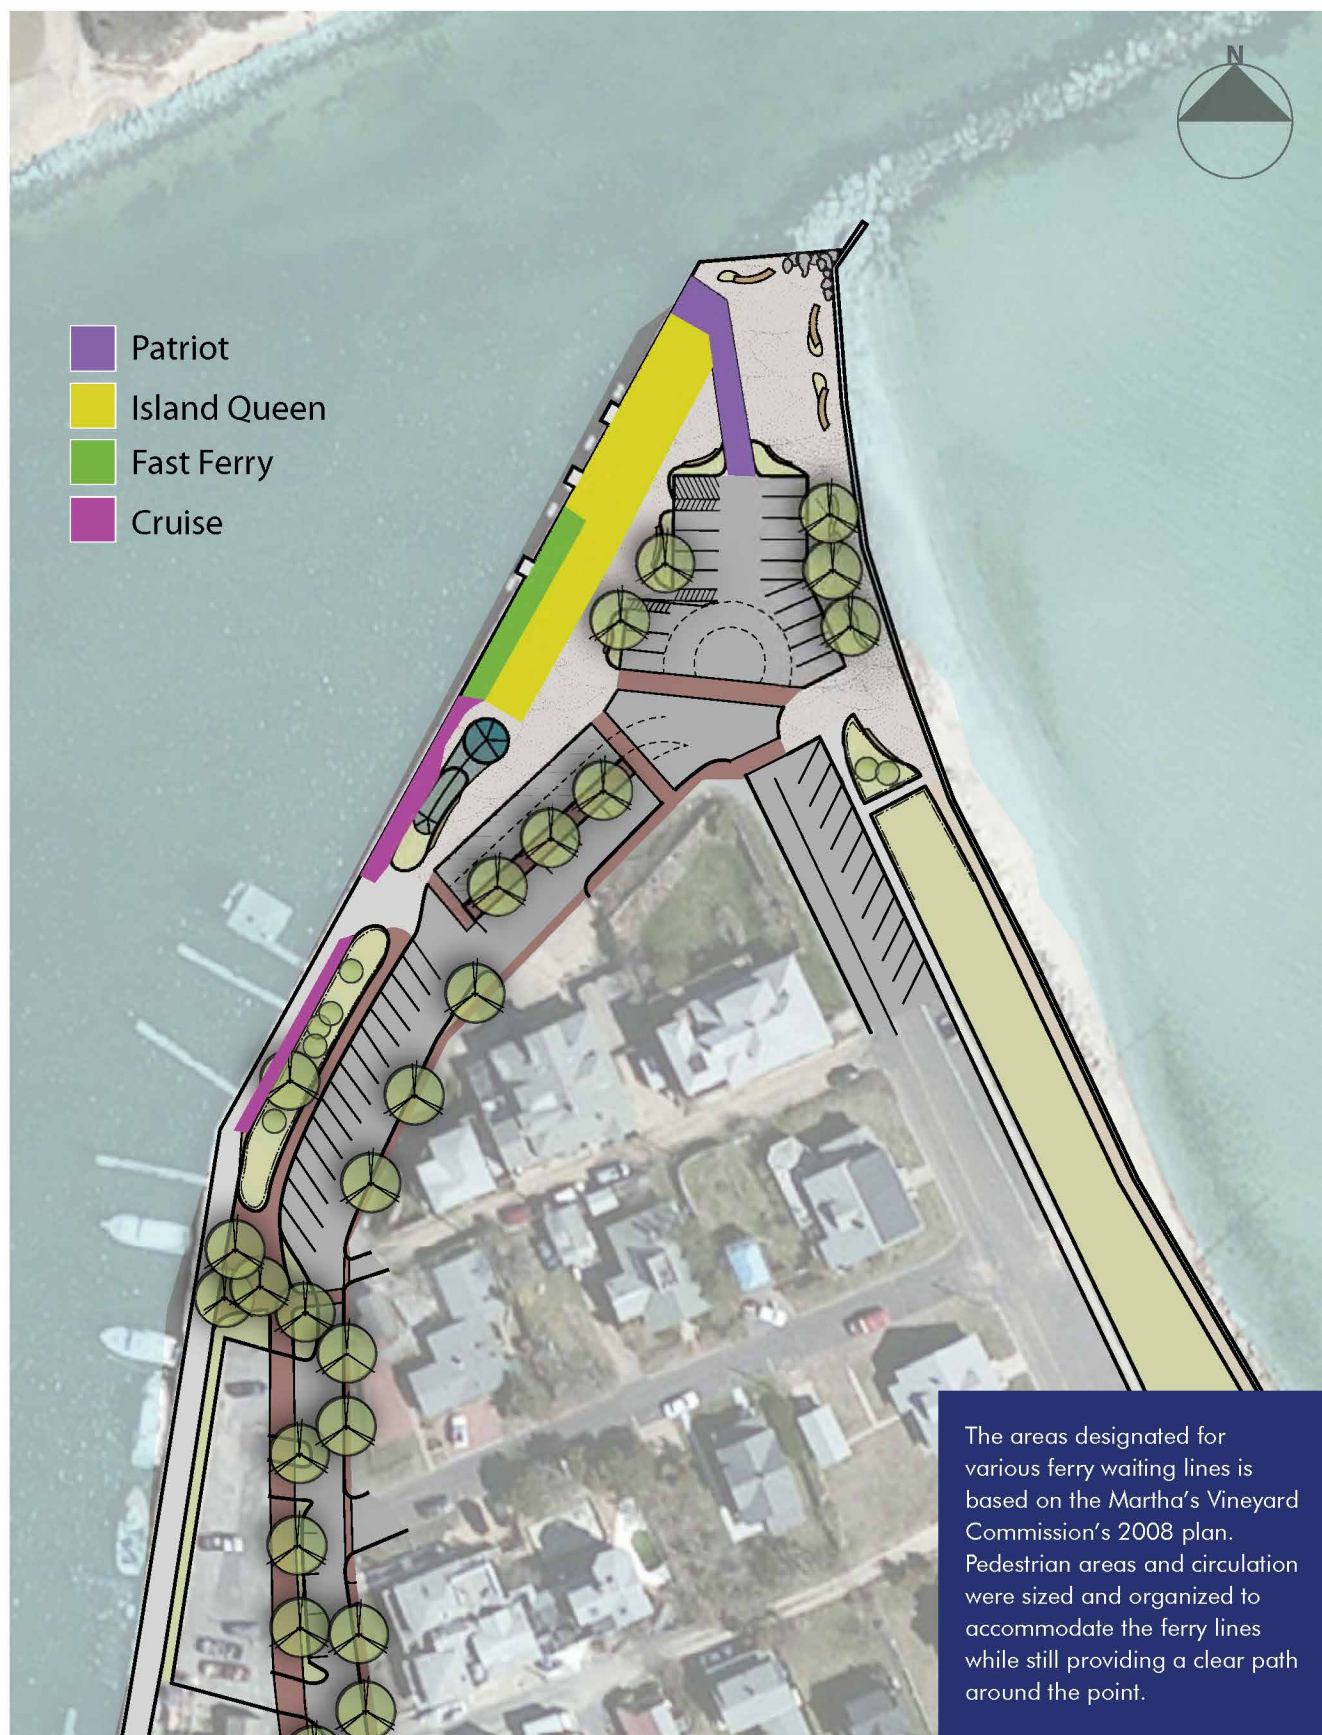 N
Patriot
Island Queen
Fast Ferry
Cruise
The areas designated for
various ferry waiting lines is
based on the Martha's Vineyard
Commission's 2008 plan.
Pedestrian areas and circulation
were sized and organized to
accommodate the ferry lines
while still providing a clear path
around the point.